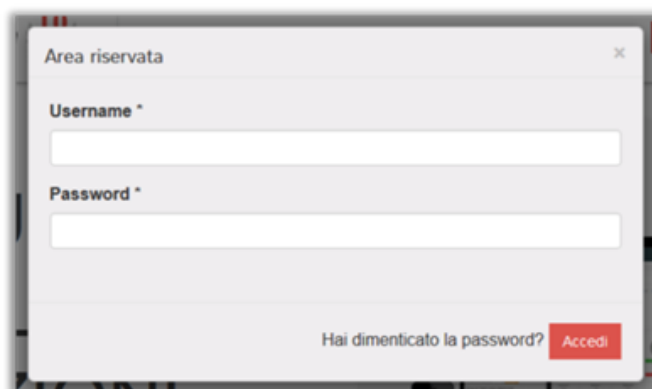 Area riservata ×
Username *
Password *
Hai dimenticato la password? Accedi